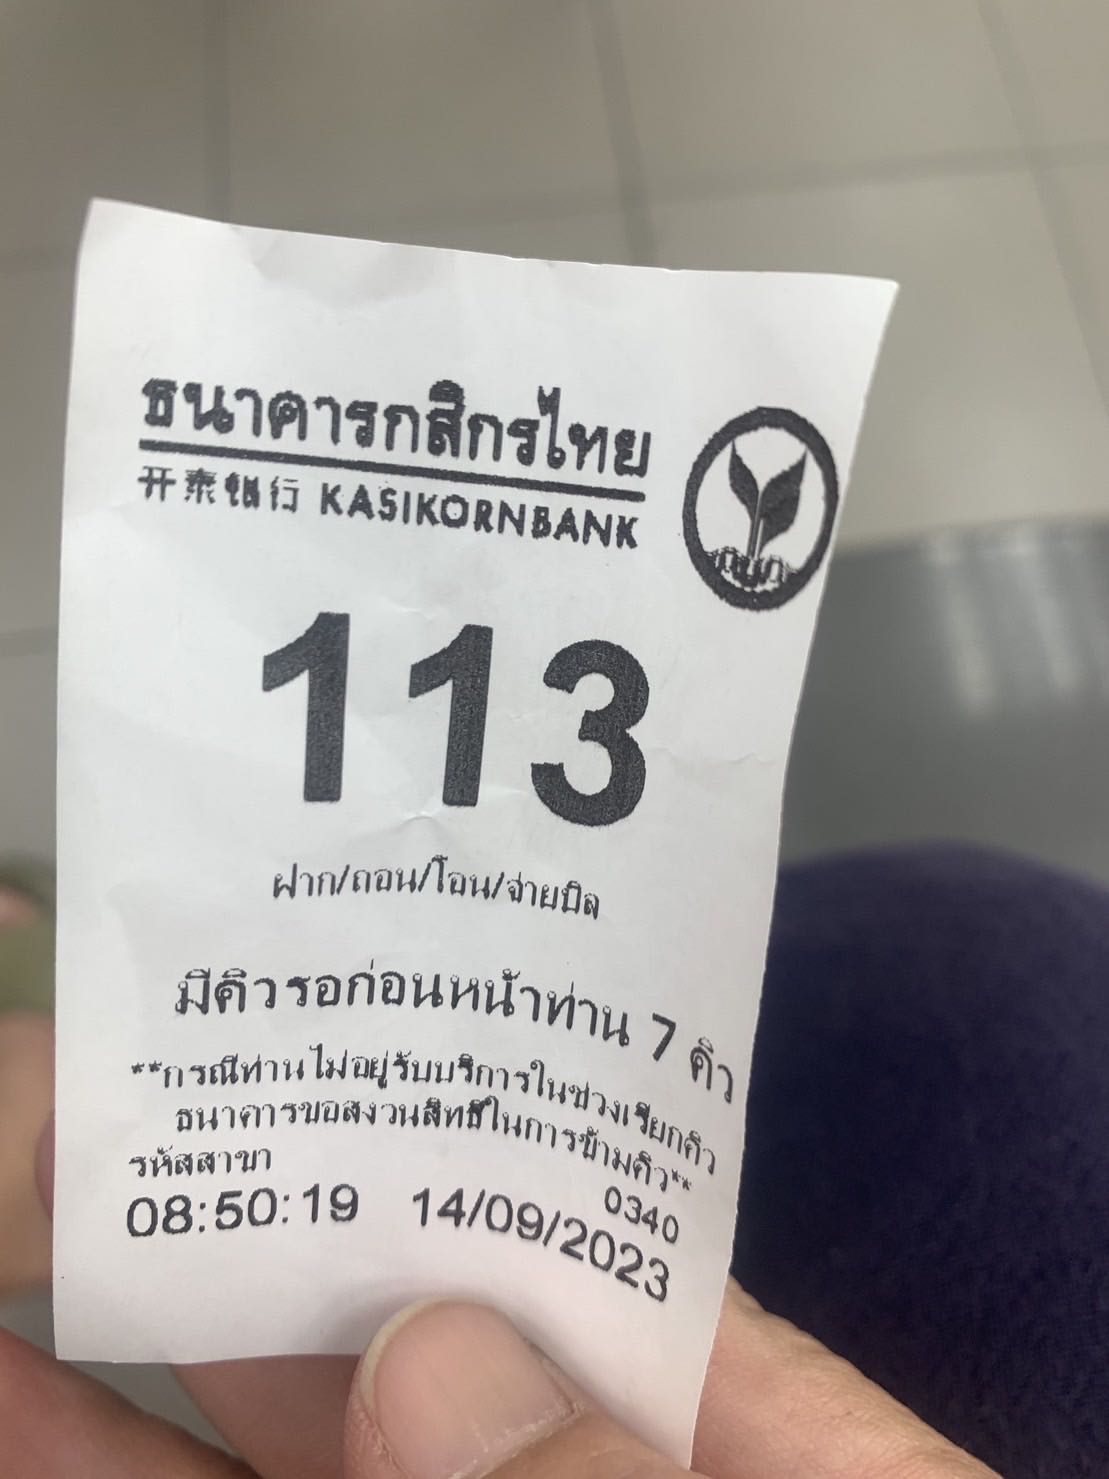 ธนาคารกสิกรไทย
开泰银行 KASIKORNBANK
113
ฝาก/ถอน/โอน/จ่ายบิล
มีคิวรอก่อนหน้าท่าน 7 คิว
**กรณีท่านไม่อยู่รับบริการในช่วงเรียกคิว
ธนาคารขอสงวนสิทธิ์ในการข้ามคิว**
รหัสสาขา 0340
08:50:19 14/09/2023